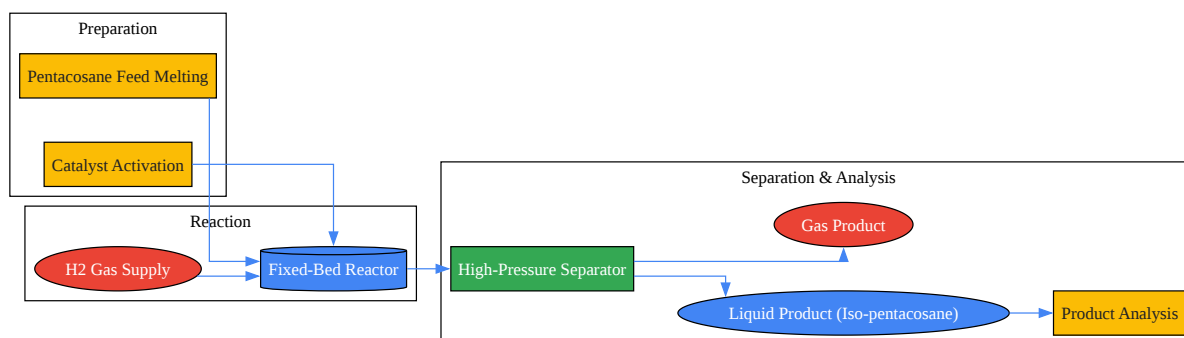 Preparation
Pentacosane Feed Melting
Catalyst Activation
Reaction
H2 Gas Supply
Fixed-Bed Reactor
Separation & Analysis
Gas Product
High-Pressure Separator
Liquid Product (Iso-pentacosane)
Product Analysis